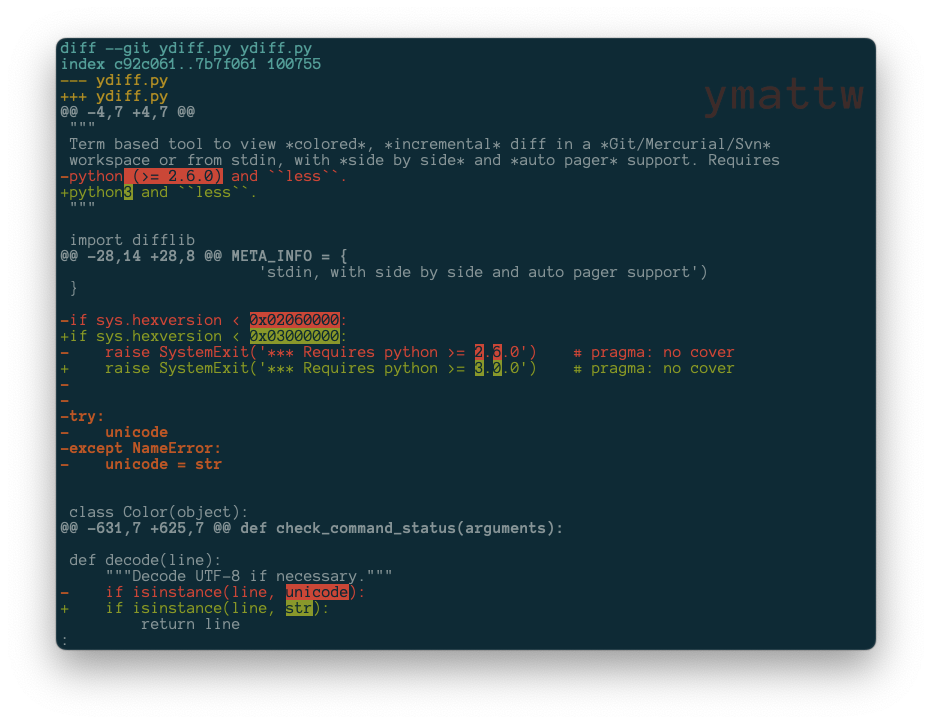 diff --git ydiff.py ydiff.py
index c92c061..7b7f061 100755
--- ydiff.py
+++ ydiff.py
ymattw
@@ -4,7 +4,7 @@
 """
 Term based tool to view *colored*, *incremental* diff in a *Git/Mercurial/Svn*
 workspace or from stdin, with *side by side* and *auto pager* support. Requires
-python (>= 2.6.0) and ``less``.
+python3 and ``less``.
 """
 import difflib
@@ -28,14 +28,8 @@ META_INFO = {
                      'stdin, with side by side and auto pager support')
 }
-if sys.hexversion < 0x02060000:
+if sys.hexversion < 0x03000000:
-    raise SystemExit('*** Requires python >= 2.6.0')    # pragma: no cover
+    raise SystemExit('*** Requires python >= 3.0.0')    # pragma: no cover
-
-
-try:
-    unicode
-except NameError:
-    unicode = str
 class Color(object):
@@ -631,7 +625,7 @@ def check_command_status(arguments):
 def decode(line):
     """Decode UTF-8 if necessary."""
-    if isinstance(line, unicode):
+    if isinstance(line, str):
         return line
: